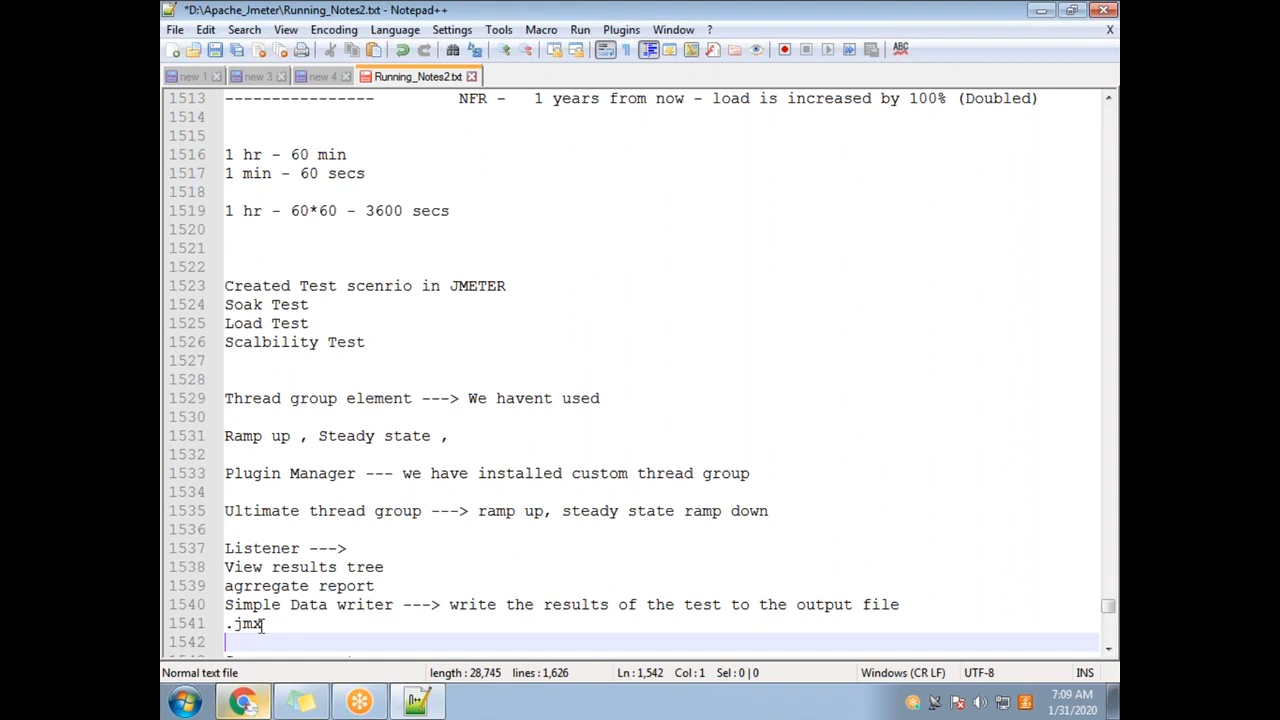 *D:\Apache_Jmeter\Running_Notes2.txt - Notepad++
File Edit Search View Encoding Language Settings Tools Macro Run Plugins Window ? X
new 1 new 3 new 4 Running_Notes2.txt
1513 ---------------- NFR - 1 years from now - load is increased by 100% (Doubled)
1514
1515
1516 1 hr - 60 min
1517 1 min - 60 secs
1518
1519 1 hr - 60*60 - 3600 secs
1520
1521
1522
1523 Created Test scenrio in JMETER
1524 Soak Test
1525 Load Test
1526 Scalbility Test
1527
1528
1529 Thread group element ---> We havent used
1530
1531 Ramp up , Steady state ,
1532
1533 Plugin Manager --- we have installed custom thread group
1534
1535 Ultimate thread group ---> ramp up, steady state ramp down
1536
1537 Listener --->
1538 View results tree
1539 agrregate report
1540 Simple Data writer ---> write the results of the test to the output file
1541 .jmx
1542
Normal text file length : 28,745 lines : 1,626 Ln : 1,542 Col : 1 Sel : 0 | 0 Windows (CR LF) UTF-8 INS
7:09 AM
1/31/2020